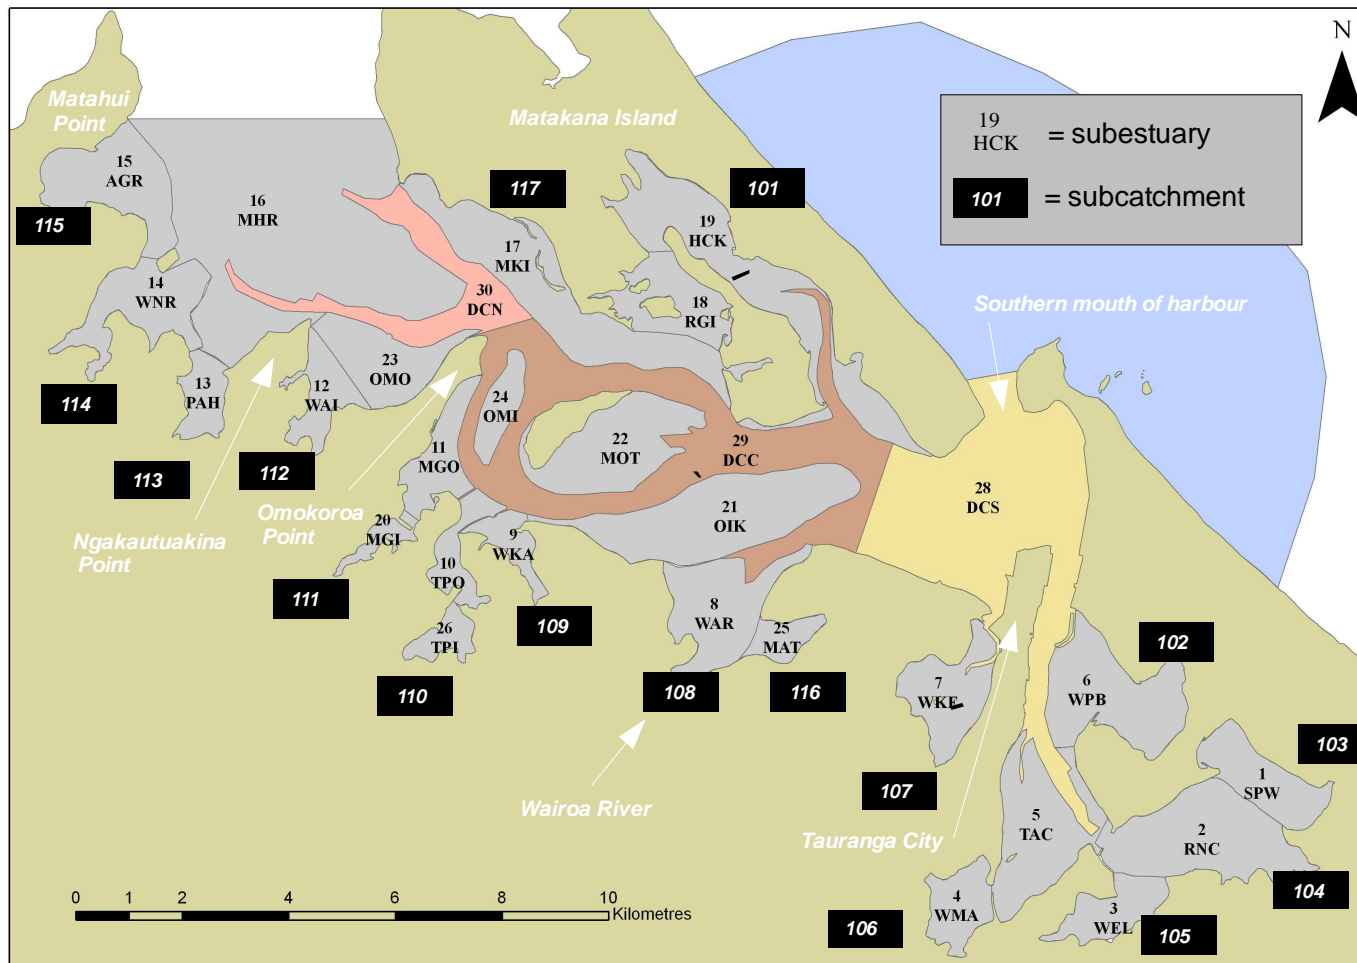 N
Matahui
Point
Matakana Island
19
HCK
= subestuary
101
= subcatchment
15
AGR
115
117
101
16
MHR
19
HCK
17
MKI
14
WNR
30
DCN
18
RGI
Southern mouth of harbour
23
OMO
13
PAH
12
WAI
24
OMI
114
22
MOT
29
DCC
11
MGO
113
112
28
DCS
21
OIK
Omokoroa
Point
Ngakautuakina
Point
20
MGI
9
WKA
10
TPO
111
8
WAR
25
MAT
109
26
TPI
102
110
108
116
7
WKE
6
WPB
103
Wairoa River
107
1
SPW
Tauranga City
5
TAC
2
RNC
0 2 4 6 8 10
Kilometres
104
4
WMA
3
WEL
106
105